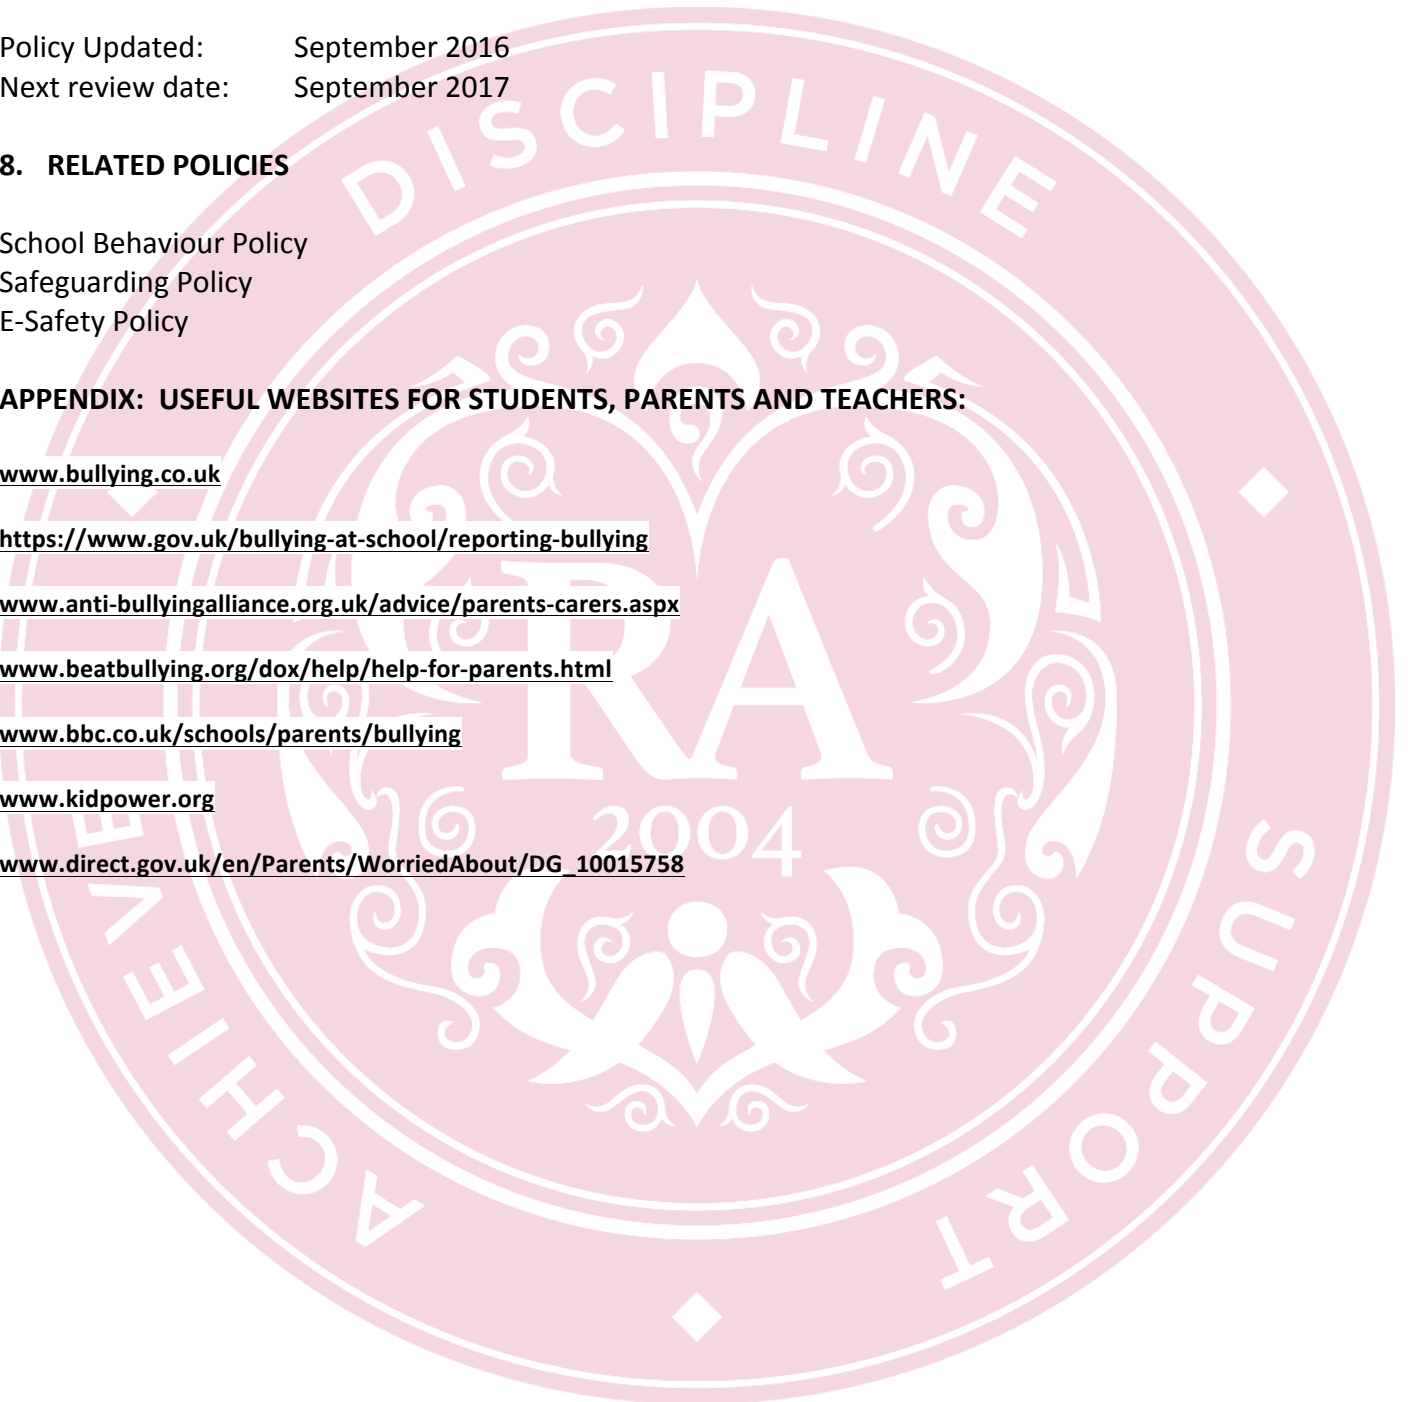 Policy Updated: September 2016
Next review date: September 2017
8. RELATED POLICIES
School Behaviour Policy
Safeguarding Policy
E-Safety Policy
APPENDIX: USEFUL WEBSITES FOR STUDENTS, PARENTS AND TEACHERS:
www.bullying.co.uk
https://www.gov.uk/bullying-at-school/reporting-bullying
www.anti-bullyingalliance.org.uk/advice/parents-carers.aspx
www.beatbullying.org/dox/help/help-for-parents.html
www.bbc.co.uk/schools/parents/bullying
www.kidpower.org
www.direct.gov.uk/en/Parents/WorriedAbout/DG_10015758
DISCIPLINE
SUPPORT
ACHIEVE
RA
2004